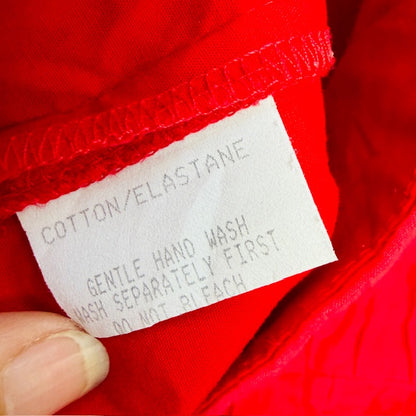 COTTON/ELASTANE
GENTLE HAND WASH
WASH SEPARATELY FIRST
DO NOT BLEACH